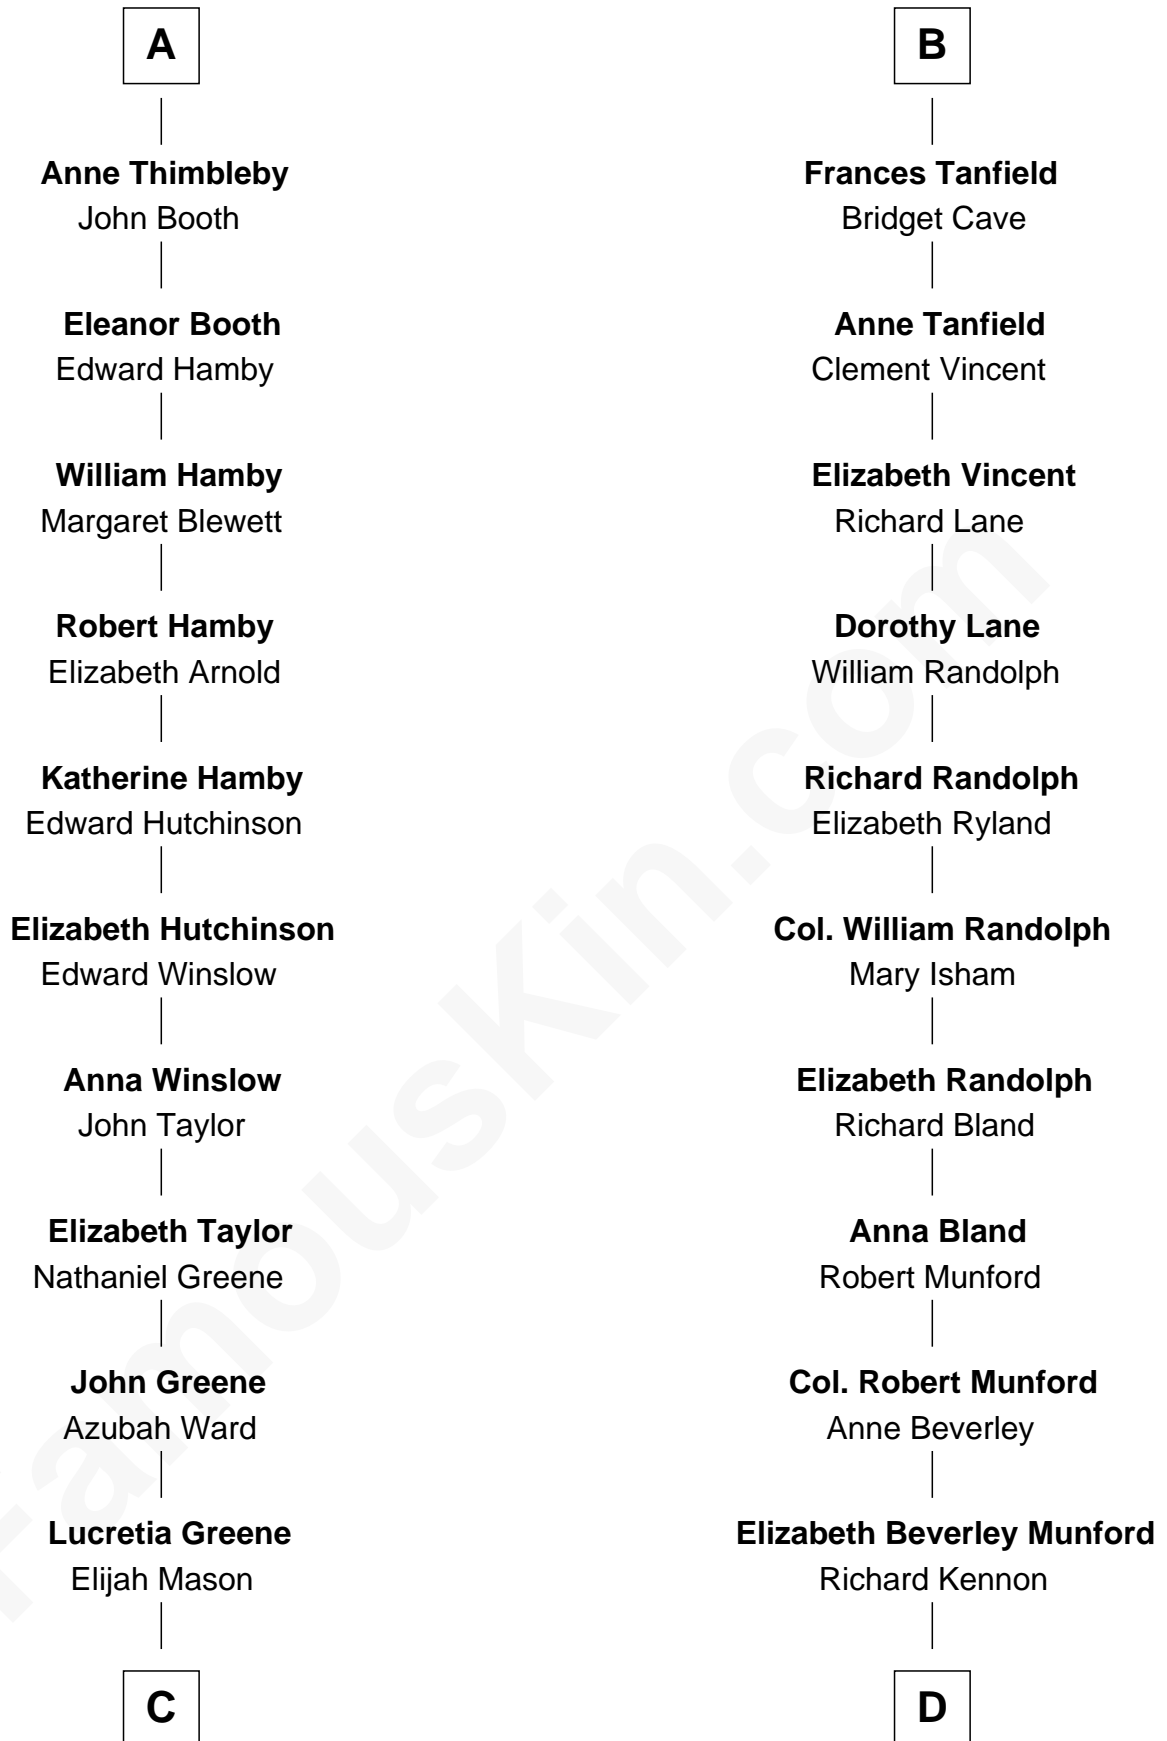 A
Anne Thimbleby
John Booth
Eleanor Booth
Edward Hamby
William Hamby
Margaret Blewett
Robert Hamby
Elizabeth Arnold
Katherine Hamby
Edward Hutchinson
Elizabeth Hutchinson
Edward Winslow
Anna Winslow
John Taylor
Elizabeth Taylor
Nathaniel Greene
John Greene
Azubah Ward
Lucretia Greene
Elijah Mason
C
B
Frances Tanfield
Bridget Cave
Anne Tanfield
Clement Vincent
Elizabeth Vincent
Richard Lane
Dorothy Lane
William Randolph
Richard Randolph
Elizabeth Ryland
Col. William Randolph
Mary Isham
Elizabeth Randolph
Richard Bland
Anna Bland
Robert Munford
Col. Robert Munford
Anne Beverley
Elizabeth Beverley Munford
Richard Kennon
D
FamousKin.com